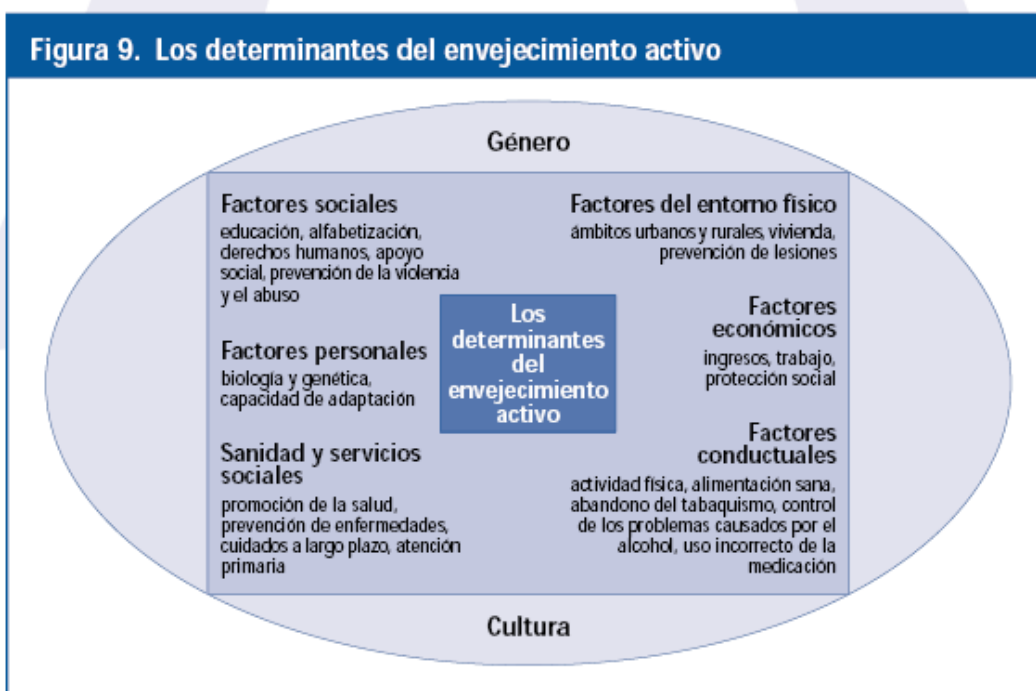 Figura 9. Los determinantes del envejecimiento activo
Género
Factores sociales
educación, alfabetización,
derechos humanos, apoyo
social, prevención de la violencia
y el abuso
Factores del entorno físico
ámbitos urbanos y rurales, vivienda,
prevención de lesiones
Los
determinantes
del
envejecimiento
activo
Factores personales
biología y genética,
capacidad de adaptación
Factores
económicos
ingresos, trabajo,
protección social
Sanidad y servicios
sociales
promoción de la salud,
prevención de enfermedades,
cuidados a largo plazo, atención
primaria
Factores
conductuales
actividad física, alimentación sana,
abandono del tabaquismo, control
de los problemas causados por el
alcohol, uso incorrecto de la
medicación
Cultura